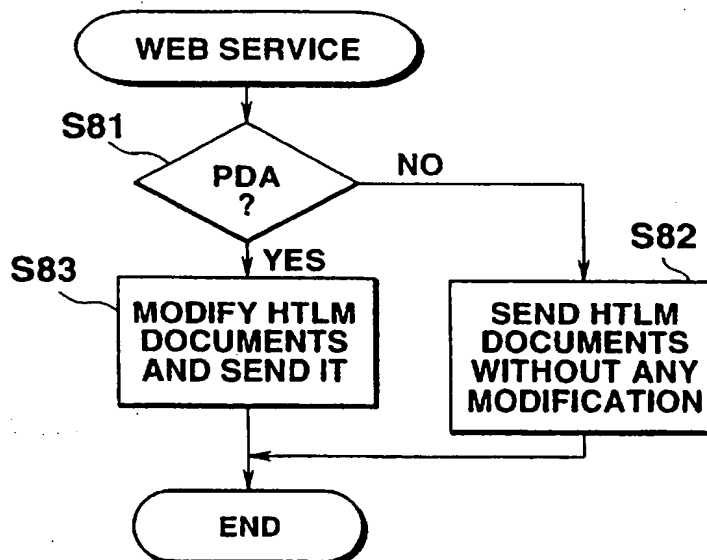 WEB SERVICE
S81
PDA
?
NO
YES
S82
S83
MODIFY HTLM
DOCUMENTS
AND SEND IT
SEND HTLM
DOCUMENTS
WITHOUT ANY
MODIFICATION
END